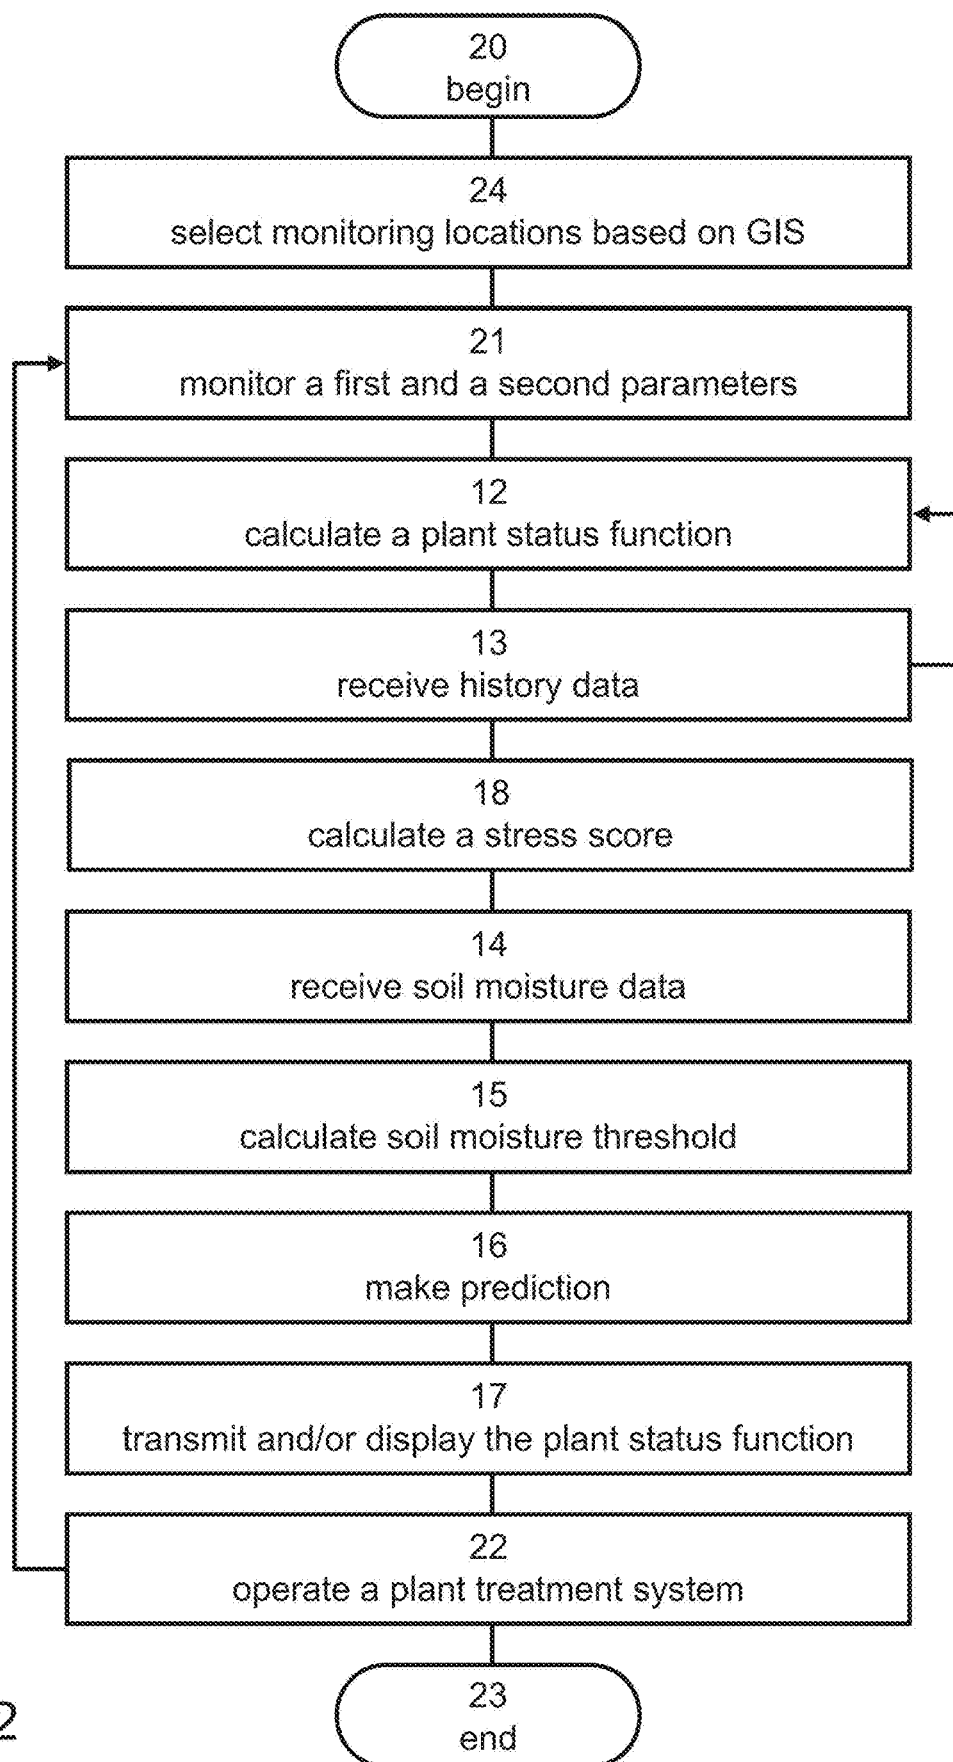 20
begin
24
select monitoring locations based on GIS
21
monitor a first and a second parameters
12
calculate a plant status function
13
receive history data
18
calculate a stress score
14
receive soil moisture data
15
calculate soil moisture threshold
16
make prediction
17
transmit and/or display the plant status function
22
operate a plant treatment system
2
23
end